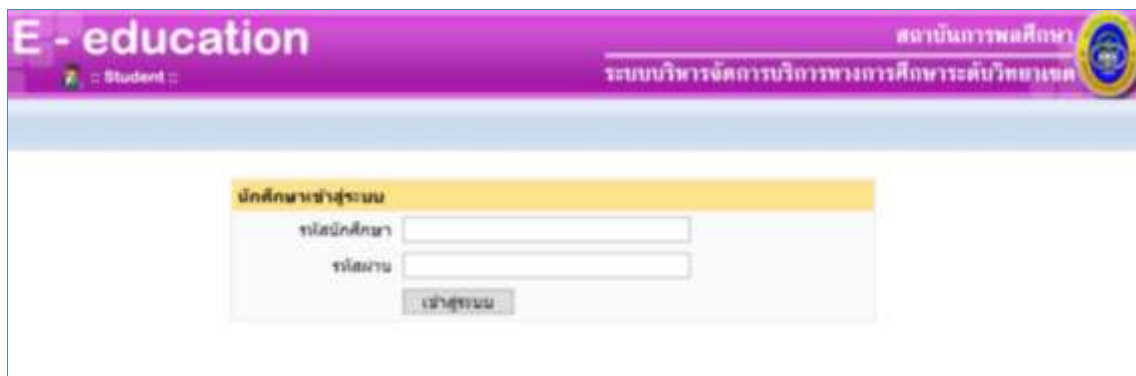 E - education
:: Student ::
สถาบันการพลศึกษา
ระบบบริหารจัดการบริการทางการศึกษาระดับวิทยาเขต
นักศึกษาเข้าสู่ระบบ
รหัสนักศึกษา
รหัสผ่าน
เข้าสู่ระบบ